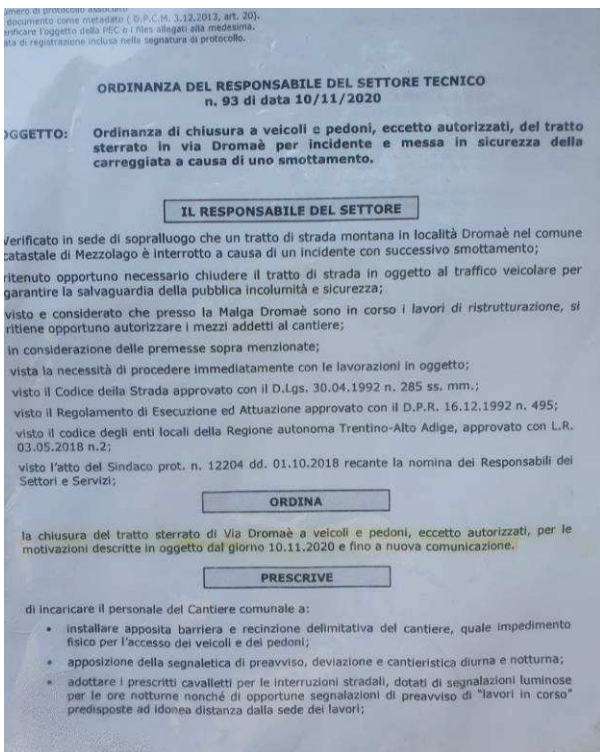 numero di protocollo associato
documento come metadato ( D.P.C.M. 3.12.2013, art. 20).
verificare l'oggetto della PEC o i files allegati alla medesima.
data di registrazione inclusa nella segnatura di protocollo.
ORDINANZA DEL RESPONSABILE DEL SETTORE TECNICO
n. 93 di data 10/11/2020
OGGETTO: Ordinanza di chiusura a veicoli e pedoni, eccetto autorizzati, del tratto
sterrato in via Dromaè per incidente e messa in sicurezza della
carreggiata a causa di uno smottamento.
IL RESPONSABILE DEL SETTORE
Verificato in sede di sopralluogo che un tratto di strada montana in località Dromaè nel comune
catastale di Mezzolago è interrotto a causa di un incidente con successivo smottamento;
ritenuto opportuno necessario chiudere il tratto di strada in oggetto al traffico veicolare per
garantire la salvaguardia della pubblica incolumità e sicurezza;
visto e considerato che presso la Malga Dromaè sono in corso i lavori di ristrutturazione, si
ritiene opportuno autorizzare i mezzi addetti al cantiere;
in considerazione delle premesse sopra menzionate;
vista la necessità di procedere immediatamente con le lavorazioni in oggetto;
visto il Codice della Strada approvato con il D.Lgs. 30.04.1992 n. 285 ss. mm.;
visto il Regolamento di Esecuzione ed Attuazione approvato con il D.P.R. 16.12.1992 n. 495;
visto il codice degli enti locali della Regione autonoma Trentino-Alto Adige, approvato con L.R.
03.05.2018 n.2;
visto l'atto del Sindaco prot. n. 12204 dd. 01.10.2018 recante la nomina dei Responsabili dei
Settori e Servizi;
ORDINA
la chiusura del tratto sterrato di Via Dromaè a veicoli e pedoni, eccetto autorizzati, per le
motivazioni descritte in oggetto dal giorno 10.11.2020 e fino a nuova comunicazione.
PRESCRIVE
di incaricare il personale del Cantiere comunale a:
• installare apposita barriera e recinzione delimitativa del cantiere, quale impedimento
fisico per l'accesso dei veicoli e dei pedoni;
• apposizione della segnaletica di preavviso, deviazione e cantieristica diurna e notturna;
• adottare i prescritti cavalletti per le interruzioni stradali, dotati di segnalazioni luminose
per le ore notturne nonché di opportune segnalazioni di preavviso di "lavori in corso"
predisposte ad idonea distanza dalla sede dei lavori;